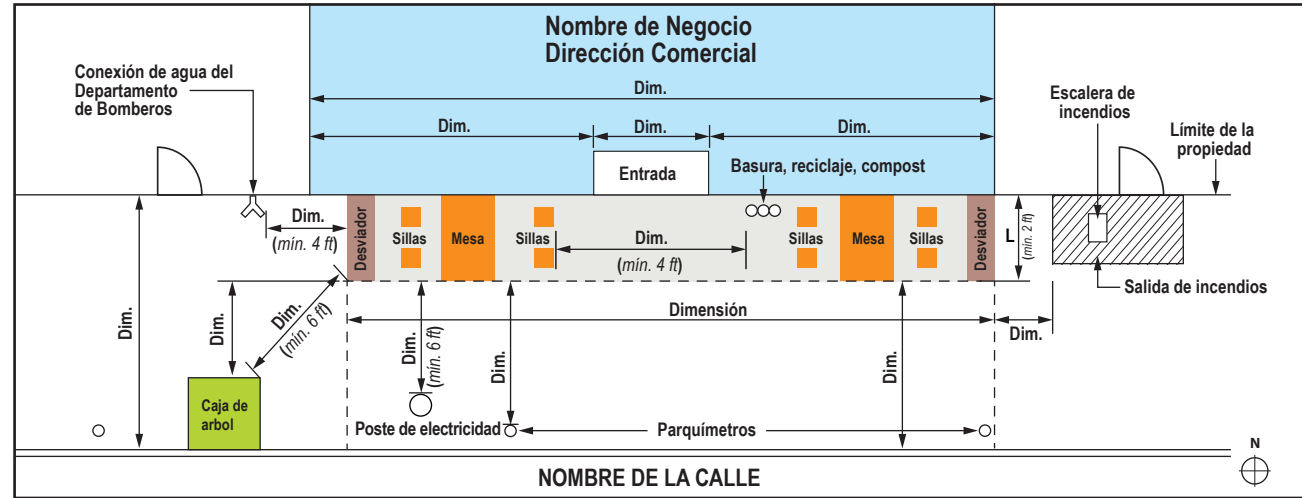 Nombre de Negocio
Dirección Comercial
Conexión de agua del
Departamento
de Bomberos
Dim.
Escalera de
incendios
Dim.
Dim.
Dim.
Límite de la
propiedad
Entrada
Basura, reciclaje, compost
Dim.
(mín. 4 ft)
Desviador
Sillas
Mesa
Sillas
Dim.
(mín. 4 ft)
Sillas
Mesa
Sillas
Desviador
L
(mín. 2 ft)
Salida de incendios
Dim.
Dim.
Dim.
(mín. 6 ft)
Dimensión
Dim.
(mín. 6 ft)
Dim.
Dim.
Dim.
Caja de
arbol
Poste de electricidad
Parquímetros
N
NOMBRE DE LA CALLE